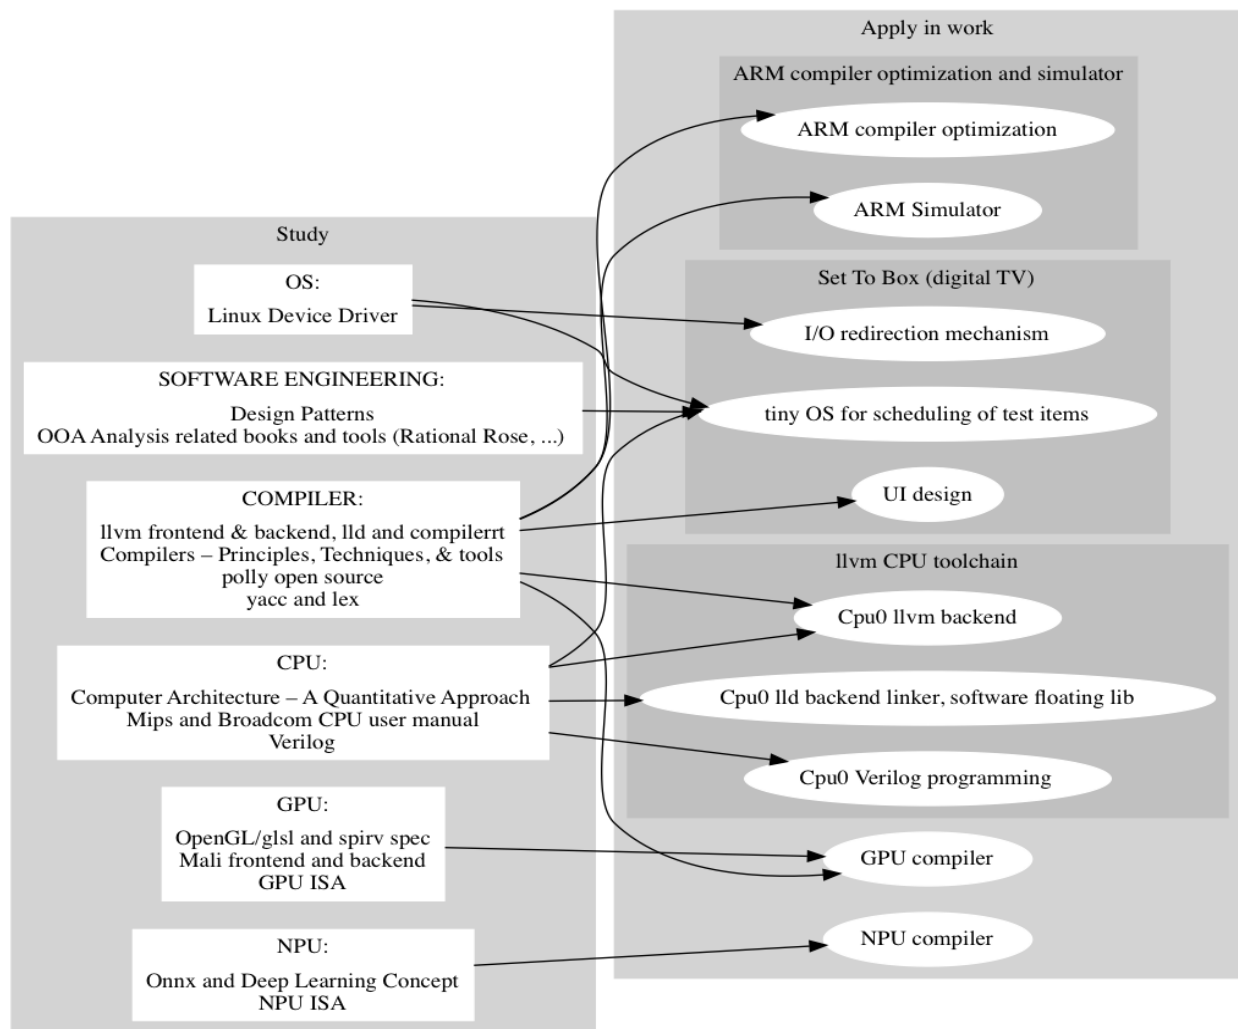 Study
OS:
Linux Device Driver
SOFTWARE ENGINEERING:
Design Patterns
OOA Analysis related books and tools (Rational Rose, ...)
COMPILER:
llvm frontend & backend, lld and compilerrt
Compilers – Principles, Techniques, & tools
polly open source
yacc and lex
CPU:
Computer Architecture – A Quantitative Approach
Mips and Broadcom CPU user manual
Verilog
GPU:
OpenGL/glsl and spirv spec
Mali frontend and backend
GPU ISA
NPU:
Onnx and Deep Learning Concept
NPU ISA
Apply in work
ARM compiler optimization and simulator
ARM compiler optimization
ARM Simulator
Set To Box (digital TV)
I/O redirection mechanism
tiny OS for scheduling of test items
UI design
llvm CPU toolchain
Cpu0 llvm backend
Cpu0 lld backend linker, software floating lib
Cpu0 Verilog programming
GPU compiler
NPU compiler